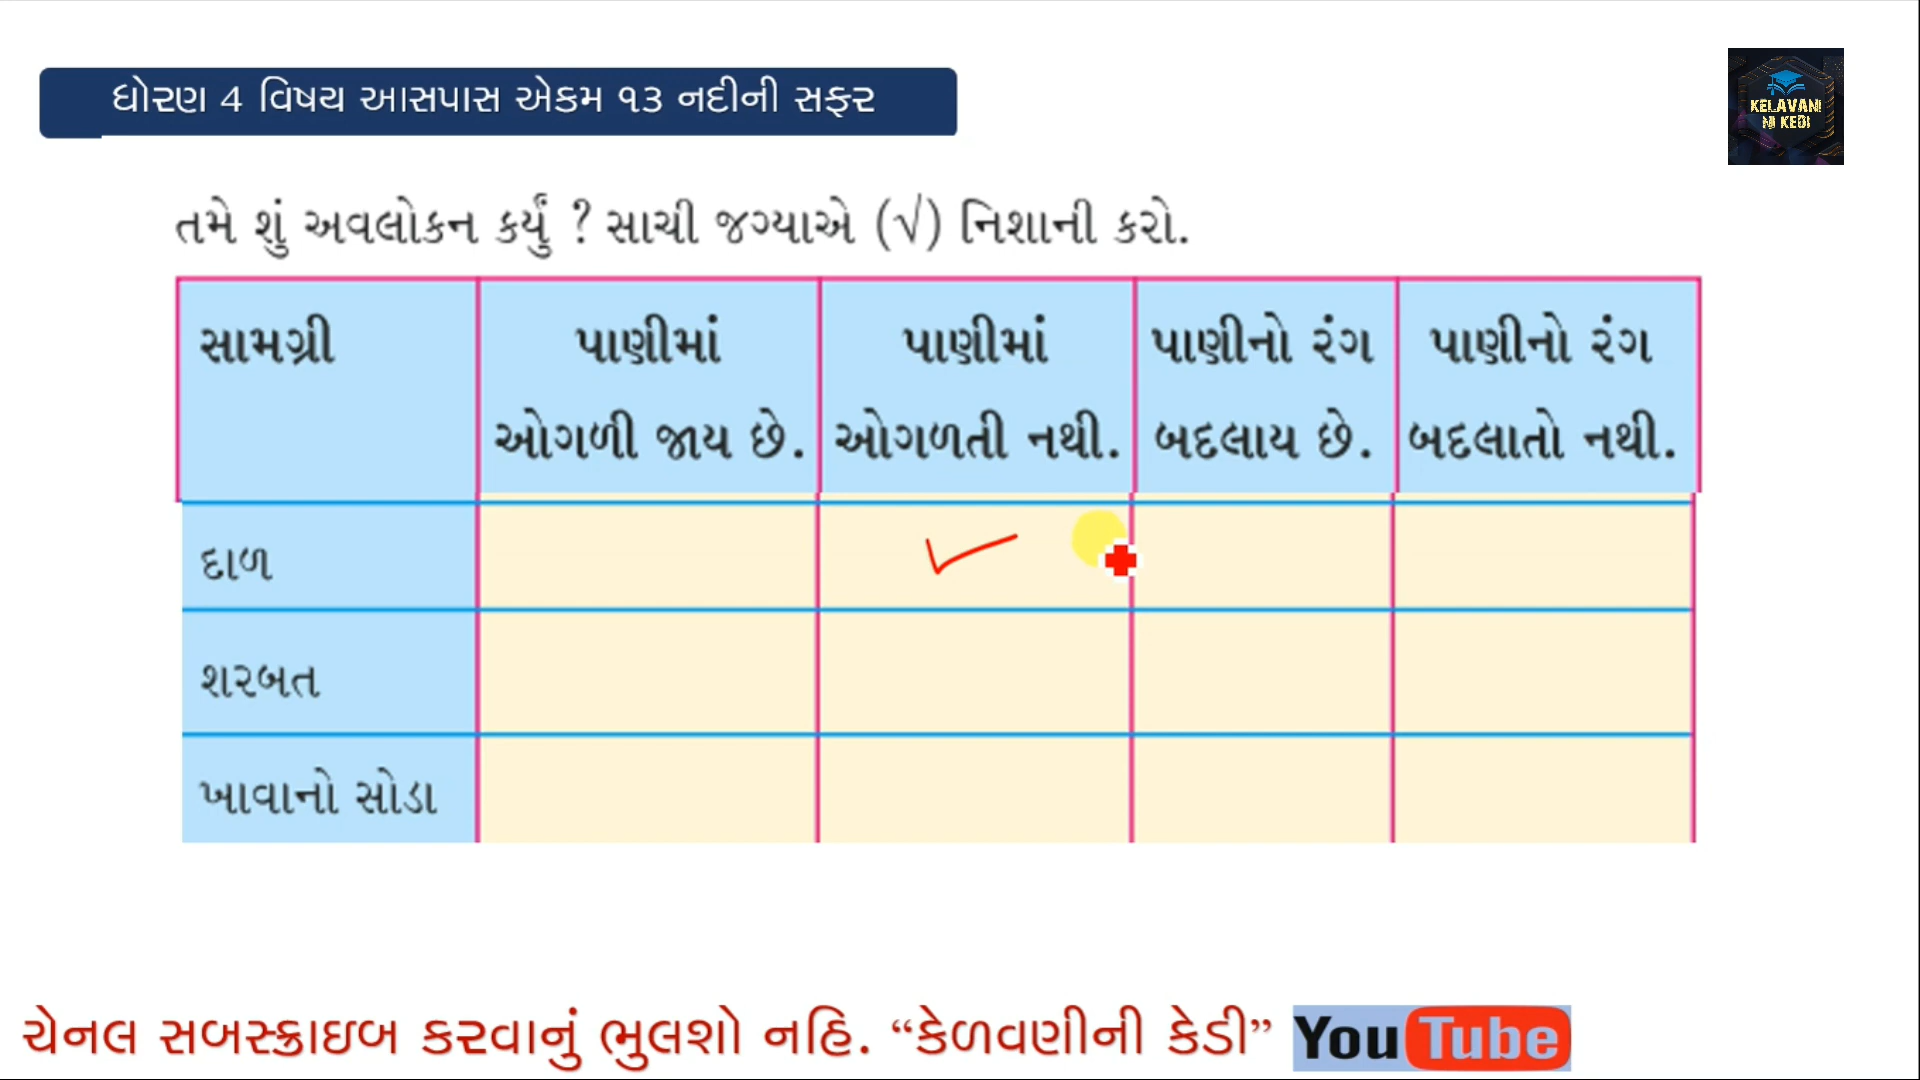 ધોરણ 4 વિષય આસપાસ એકમ ૧૩ નદીની સફર
KELAVANI
NI KEDI
તમે શું અવલોકન કર્યું ? સાચી જગ્યાએ (√) નિશાની કરો.
સામગ્રી
પાણીમાં
ઓગળી જાય છે.
પાણીમાં
ઓગળતી નથી.
પાણીનો રંગ
બદલાય છે.
પાણીનો રંગ
બદલાતો નથી.
દાળ
શરબત
ખાવાનો સોડા
ચેનલ સબસ્ક્રાઇબ કરવાનું ભુલશો નહિ. “કેળવણીની કેડી” YouTube